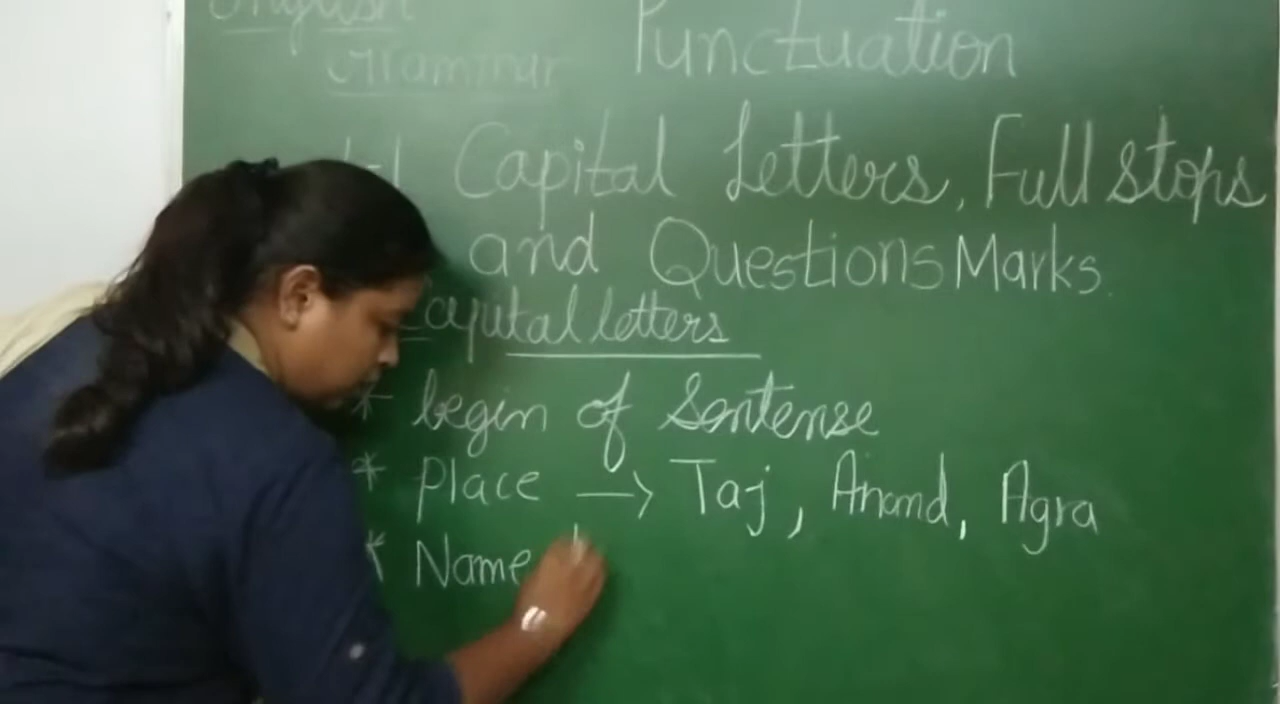 English
Grammar
Punctuation
Capital Letters, Full stops
and Questions Marks.
Capital letters
* begin of Sentense
* Place → Taj, Anand, Agra
* Name